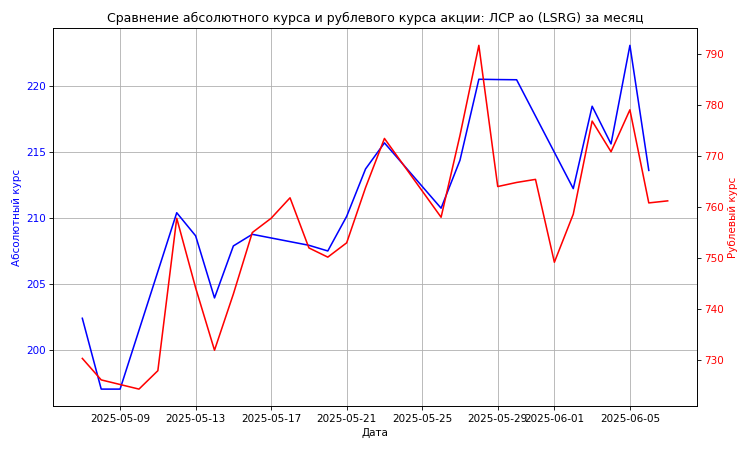 Сравнение абсолютного курса и рублевого курса акции: ЛСР ао (LSRG) за месяц
Абсолютный курс
220
215
210
205
200
790
780
770
760
750
740
730
Рублевый курс
2025-05-09 2025-05-13 2025-05-17 2025-05-21 2025-05-25 2025-05-29 2025-06-01 2025-06-05
Дата